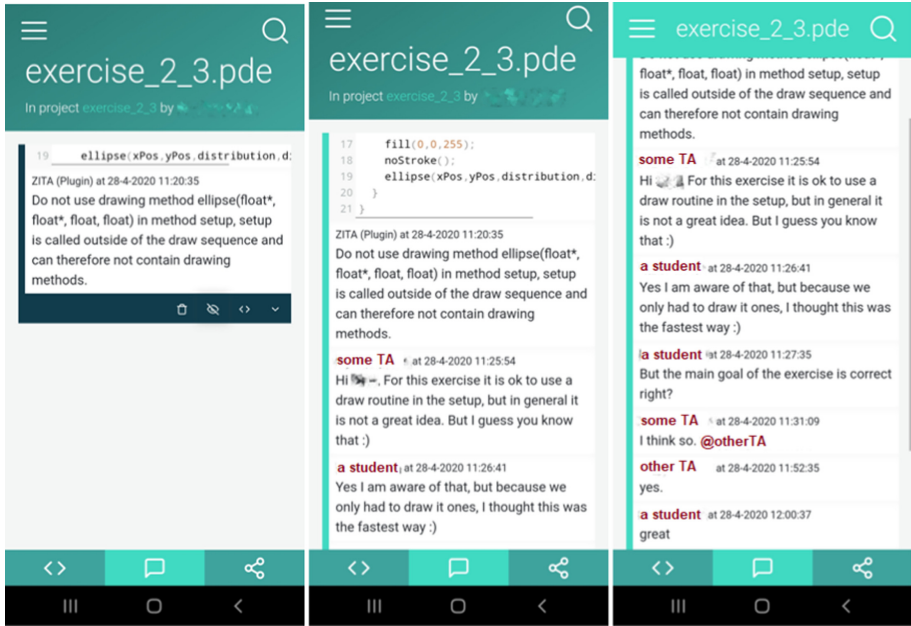 exercise_2_3.pde
In project exercise_2_3 by
19 ellipse(xPos,yPos,distribution,d
ZITA (Plugin) at 28-4-2020 11:20:35
Do not use drawing method ellipse(float*,
float*, float, float) in method setup, setup
is called outside of the draw sequence and
can therefore not contain drawing
methods.
exercise_2_3.pde
In project exercise_2_3 by
17 fill(0,0,255);
18 noStroke();
19 ellipse(xPos,yPos,distribution,d
20 }
21 }
ZITA (Plugin) at 28-4-2020 11:20:35
Do not use drawing method ellipse(float*,
float*, float, float) in method setup, setup
is called outside of the draw sequence and
can therefore not contain drawing
methods.
some TA at 28-4-2020 11:25:54
Hi . For this exercise it is ok to use a
draw routine in the setup, but in general it
is not a great idea. But I guess you know
that :)
a student at 28-4-2020 11:26:41
Yes I am aware of that, but because we
only had to draw it ones, I thought this was
the fastest way :)
exercise_2_3.pde
float*, float, float) in method setup, setup
is called outside of the draw sequence and
can therefore not contain drawing
methods.
some TA at 28-4-2020 11:25:54
Hi For this exercise it is ok to use a
draw routine in the setup, but in general it
is not a great idea. But I guess you know
that :)
a student at 28-4-2020 11:26:41
Yes I am aware of that, but because we
only had to draw it ones, I thought this was
the fastest way :)
a student at 28-4-2020 11:27:35
But the main goal of the exercise is correct
right?
some TA at 28-4-2020 11:31:09
I think so. @otherTA
other TA at 28-4-2020 11:52:35
yes.
a student at 28-4-2020 12:00:37
great